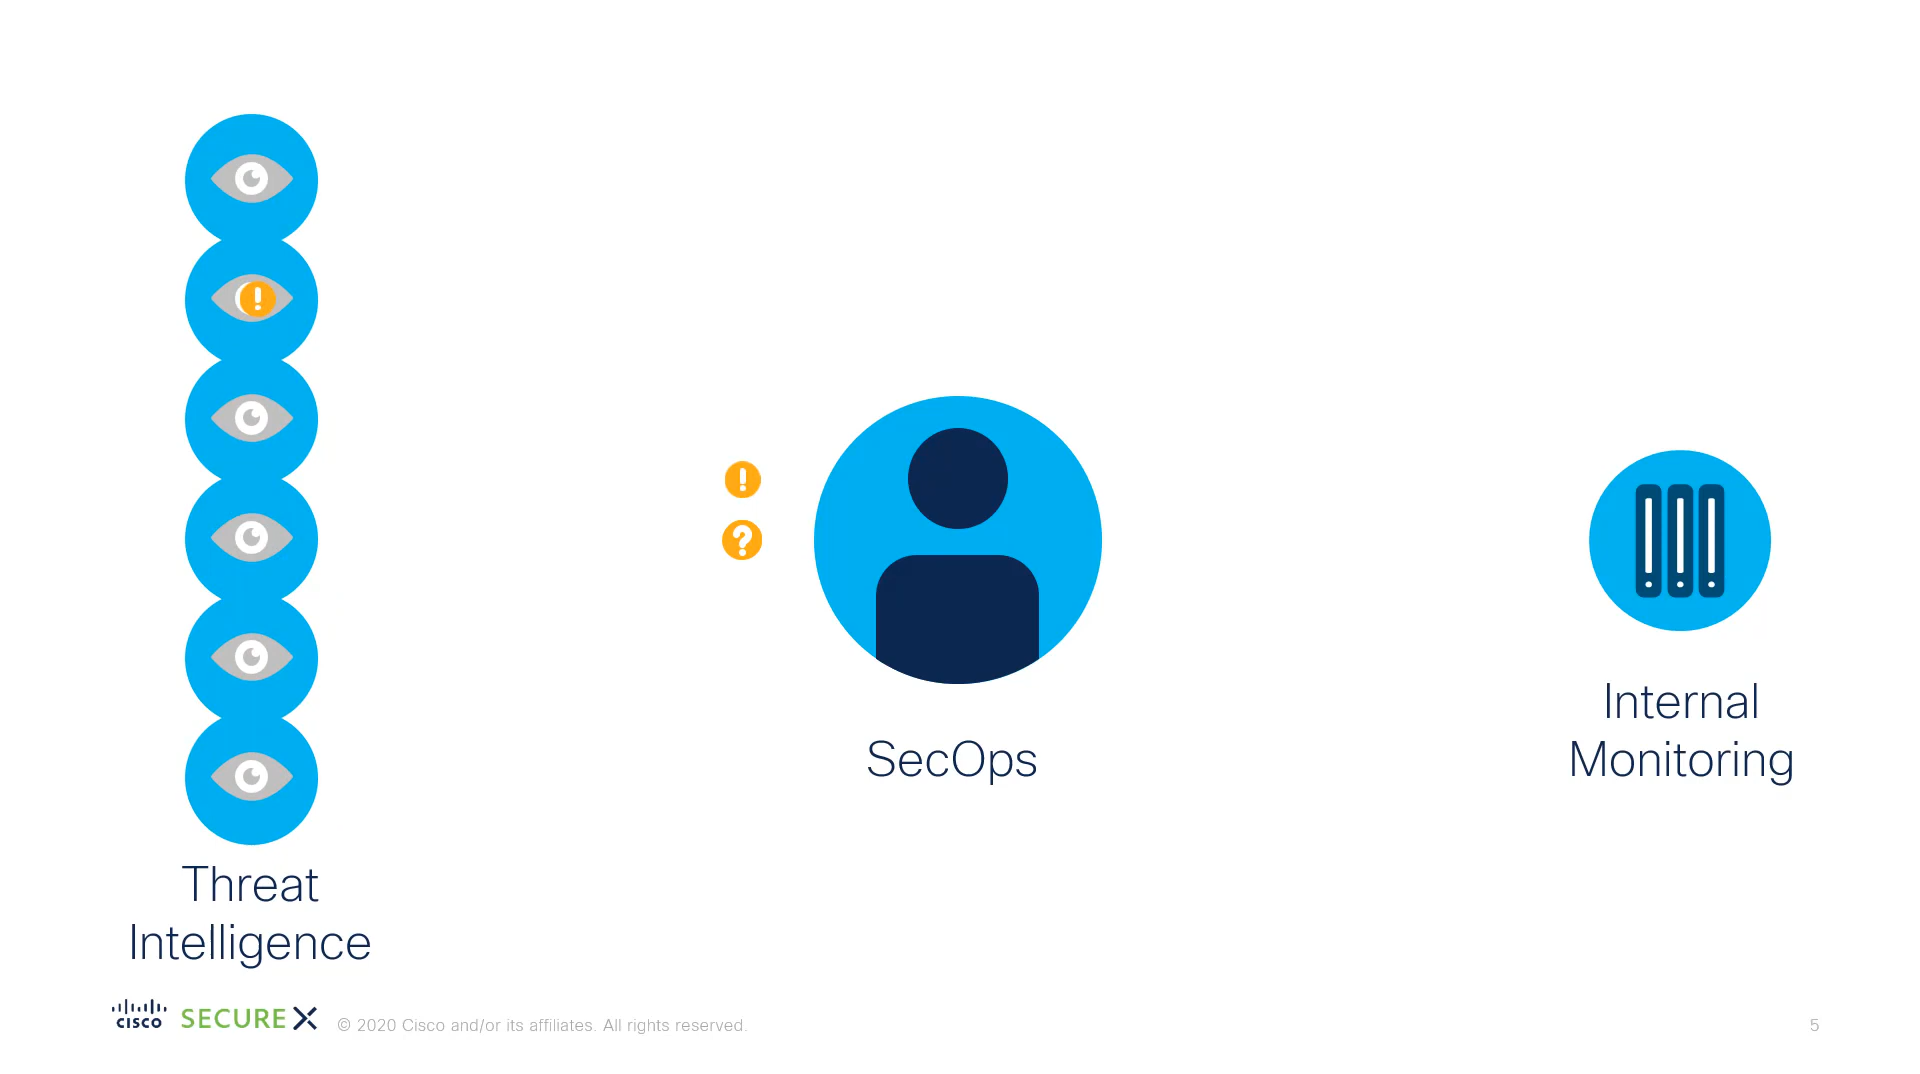 !
!
?
SecOps
Internal
Monitoring
Threat
Intelligence
cisco SECURE X © 2020 Cisco and/or its affiliates. All rights reserved. 5